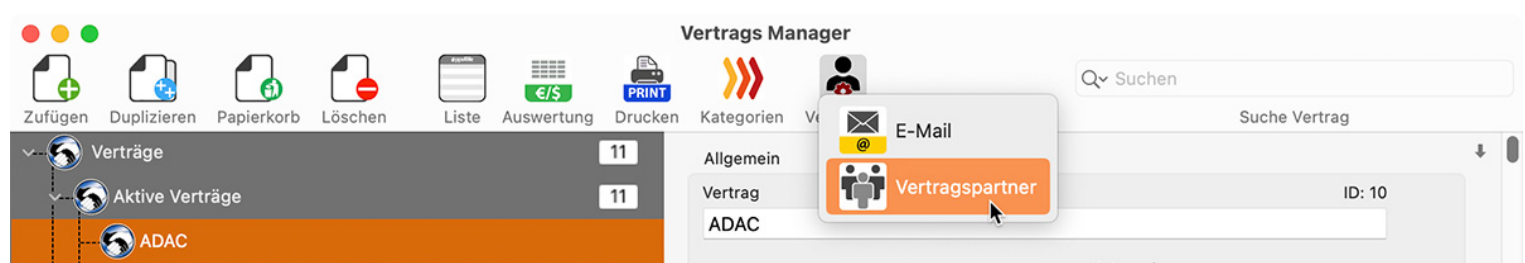 Vertrags Manager
€/$
PRINT
Suchen
Zufügen Duplizieren Papierkorb Löschen Liste Auswertung Drucken Kategorien Suche Vertrag
@
E-Mail
Vertragspartner
Verträge 11
Allgemein
Aktive Verträge 11
Vertrag ID: 10
ADAC
ADAC